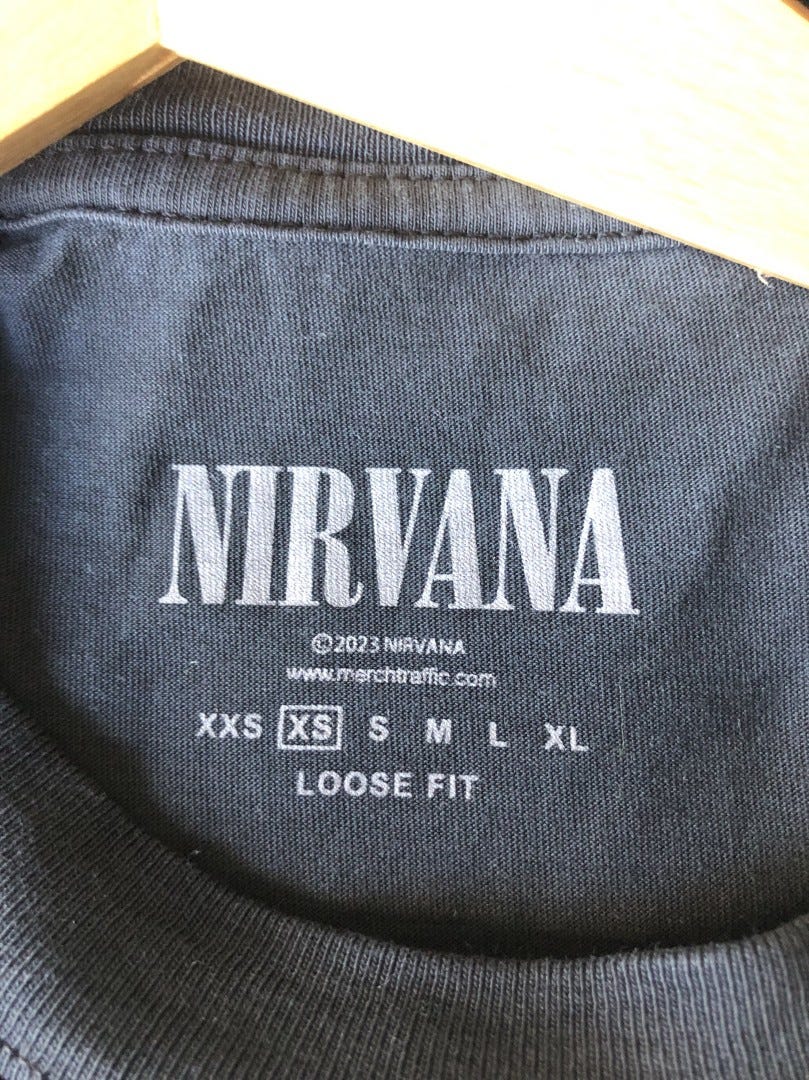 NIRVANA
©2023 NIRVANA
www.merchtraffic.com
XXS XS S M L XL
LOOSE FIT